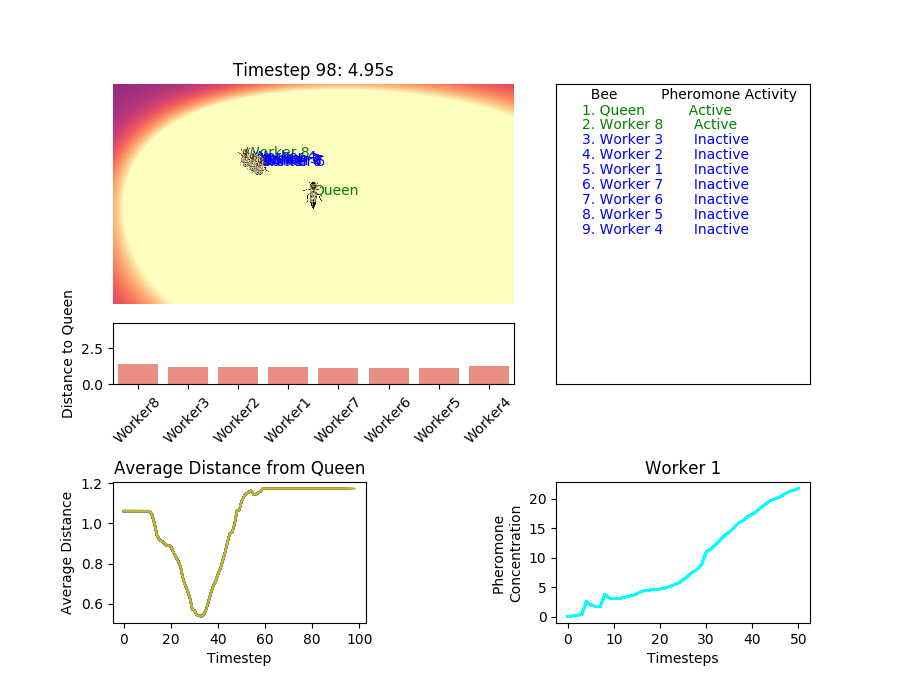 Timestep 98: 4.95s
Worker 8
Queen
Bee Pheromone Activity
1. Queen Active
2. Worker 8 Active
3. Worker 3 Inactive
4. Worker 2 Inactive
5. Worker 1 Inactive
6. Worker 7 Inactive
7. Worker 6 Inactive
8. Worker 5 Inactive
9. Worker 4 Inactive
Distance to Queen
2.5
0.0
Worker8
Worker3
Worker2
Worker1
Worker7
Worker6
Worker5
Worker4
Average Distance from Queen
Average Distance
1.2
1.0
0.8
0.6
0 20 40 60 80 100
Timestep
Worker 1
Pheromone
Concentration
20
15
10
5
0
0 10 20 30 40 50
Timesteps